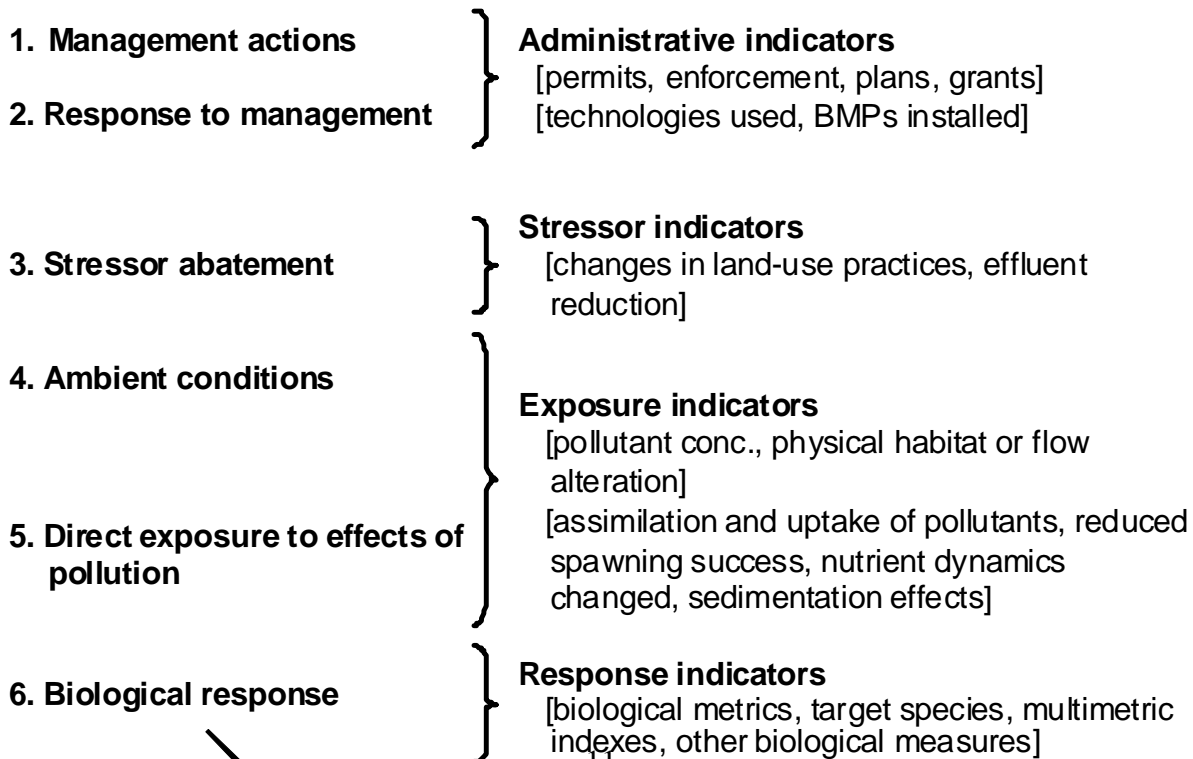 1. Management actions
2. Response to management
Administrative indicators
[permits, enforcement, plans, grants]
[technologies used, BMPs installed]
3. Stressor abatement
Stressor indicators
[changes in land-use practices, effluent
reduction]
4. Ambient conditions
5. Direct exposure to effects of
pollution
Exposure indicators
[pollutant conc., physical habitat or flow
alteration]
[assimilation and uptake of pollutants, reduced
spawning success, nutrient dynamics
changed, sedimentation effects]
6. Biological response
Response indicators
[biological metrics, target species, multimetric
indexes, other biological measures]